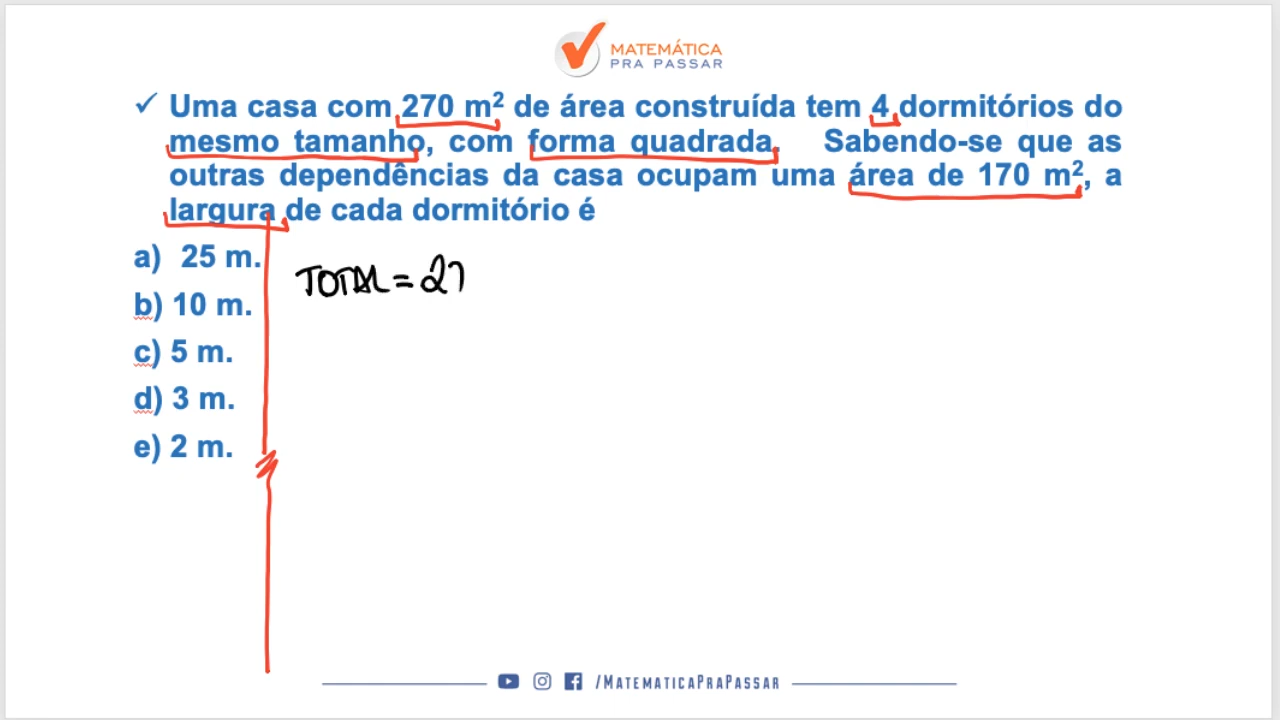 MATEMÁTICA
PRA PASSAR
✓ Uma casa com 270 m² de área construída tem 4 dormitórios do
mesmo tamanho, com forma quadrada. Sabendo-se que as
outras dependências da casa ocupam uma área de 170 m², a
largura de cada dormitório é
a) 25 m.
b) 10 m.
c) 5 m.
d) 3 m.
e) 2 m.
TOTAL = 27
/MATEMATICAPRAPASSAR